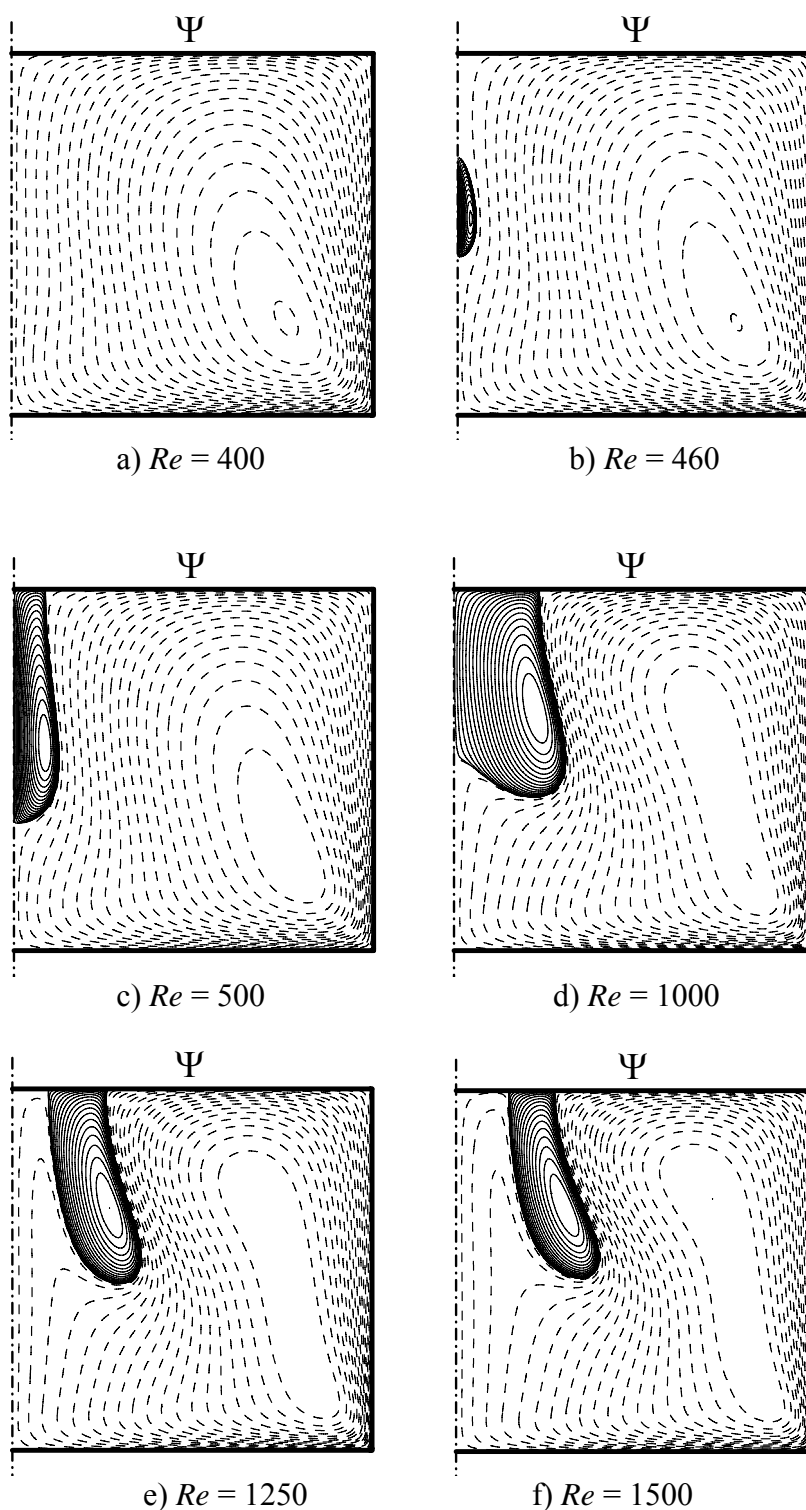 Ψ
Ψ
a) Re = 400
b) Re = 460
Ψ
Ψ
c) Re = 500
d) Re = 1000
Ψ
Ψ
e) Re = 1250
f) Re = 1500